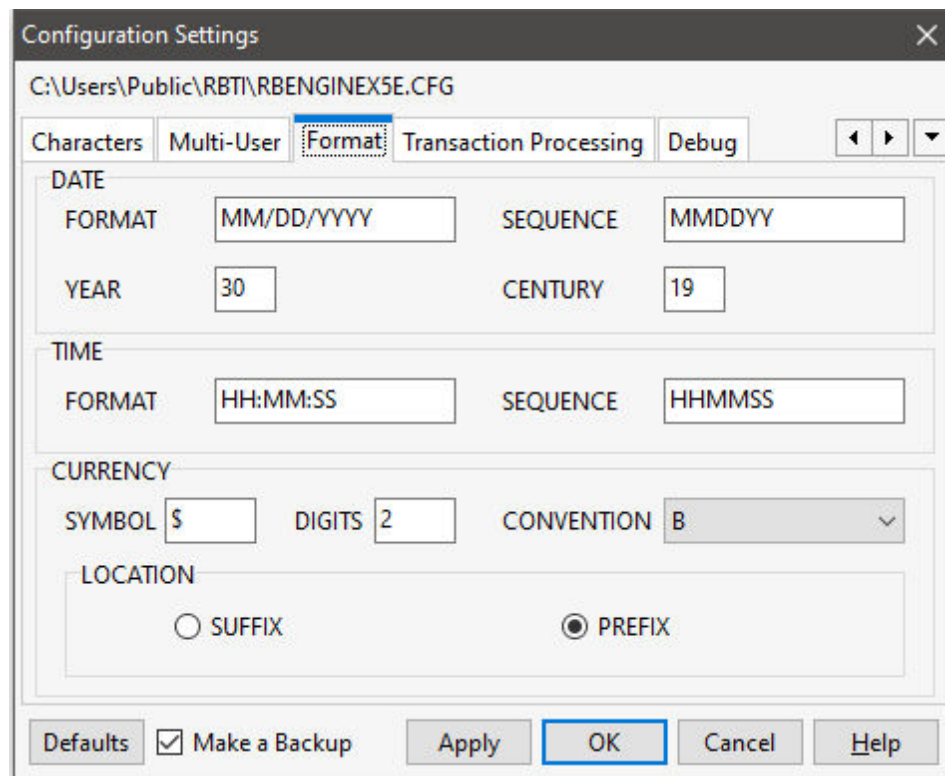 Configuration Settings
C:\Users\Public\RBTI\RBENGINEX5E.CFG
Characters Multi-User Format Transaction Processing Debug
DATE
FORMAT MM/DD/YYYY SEQUENCE MMDDYY
YEAR 30 CENTURY 19
TIME
FORMAT HH:MM:SS SEQUENCE HHMMSS
CURRENCY
SYMBOL $ DIGITS 2 CONVENTION B
LOCATION
SUFFIX PREFIX
Defaults Make a Backup Apply OK Cancel Help